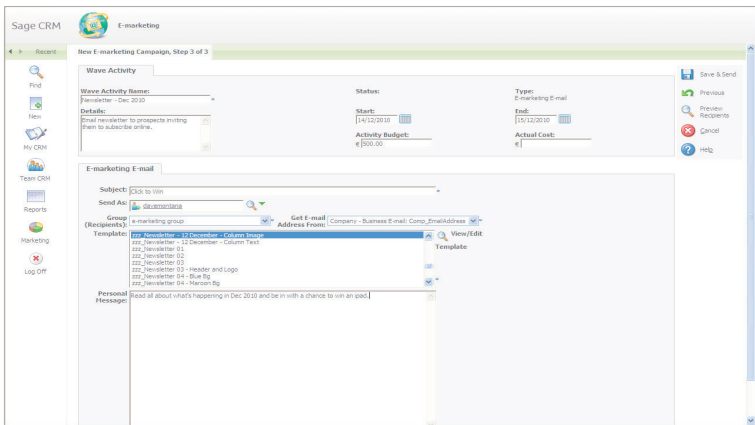 Sage CRM
E-marketing
Recent
New E-marketing Campaign, Step 3 of 3
Find
New
My CRM
Team CRM
Reports
Marketing
Log Off
Wave Activity
Wave Activity Name:
Newsletter - Dec 2010
Status:
Type:
E-marketing E-mail
Details:
Email newsletter to prospects inviting
them to subscribe online.
Start:
14/12/2010
End:
15/12/2010
Activity Budget:
€ 500.00
Actual Cost:
€
E-marketing E-mail
Subject: Click to Win
Send As: davemontana
Group
(Recipients): e-marketing group
Get E-mail
Address From: Company - Business E-mail: Comp_EmailAddress
Template: zzz_Newsletter - 12 December - Column Image
zzz_Newsletter - 12 December - Column Text
zzz_Newsletter 01
zzz_Newsletter 02
zzz_Newsletter 03
zzz_Newsletter 03 - Header and Logo
zzz_Newsletter 04 - Blue Bg
zzz_Newsletter 04 - Maroon Bg
View/Edit
Template
Personal
Message: Read all about what's happening in Dec 2010 and be in with a chance to win an ipad.
Save & Send
Previous
Preview
Recipients
Cancel
Help